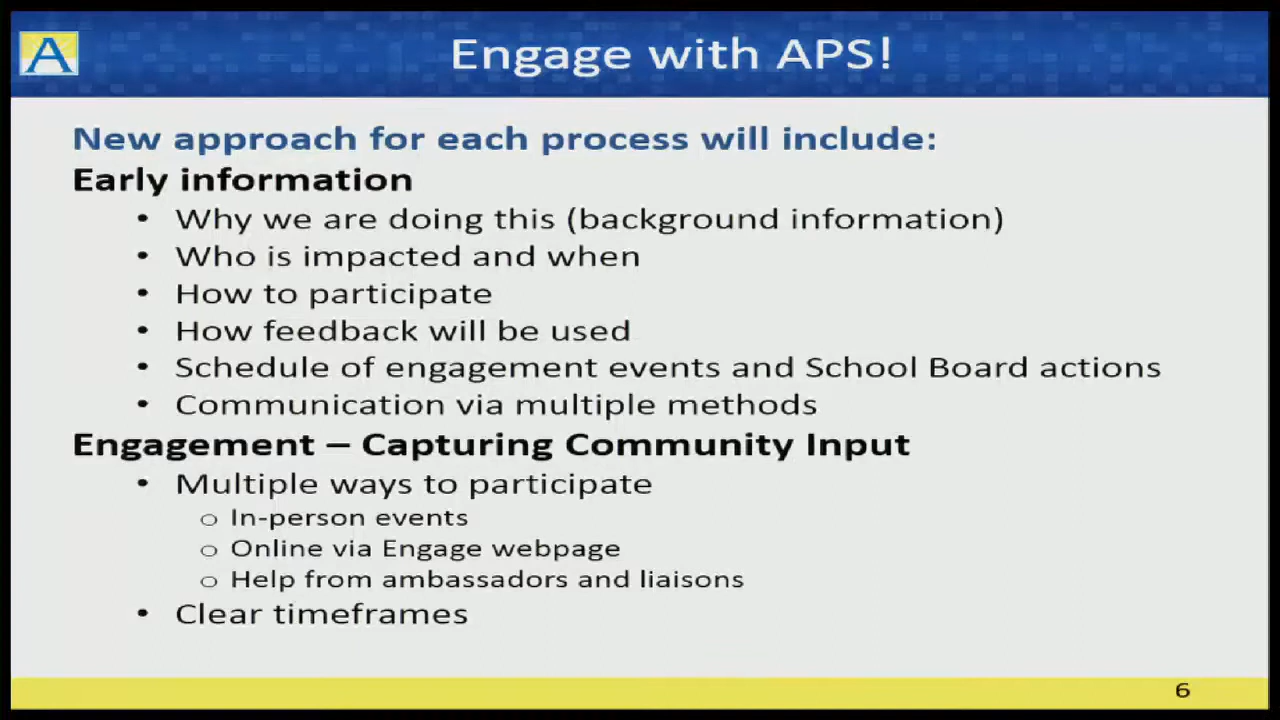 A
Engage with APS!
New approach for each process will include:
Early information
• Why we are doing this (background information)
• Who is impacted and when
• How to participate
• How feedback will be used
• Schedule of engagement events and School Board actions
• Communication via multiple methods
Engagement – Capturing Community Input
• Multiple ways to participate
o In-person events
o Online via Engage webpage
o Help from ambassadors and liaisons
• Clear timeframes
6